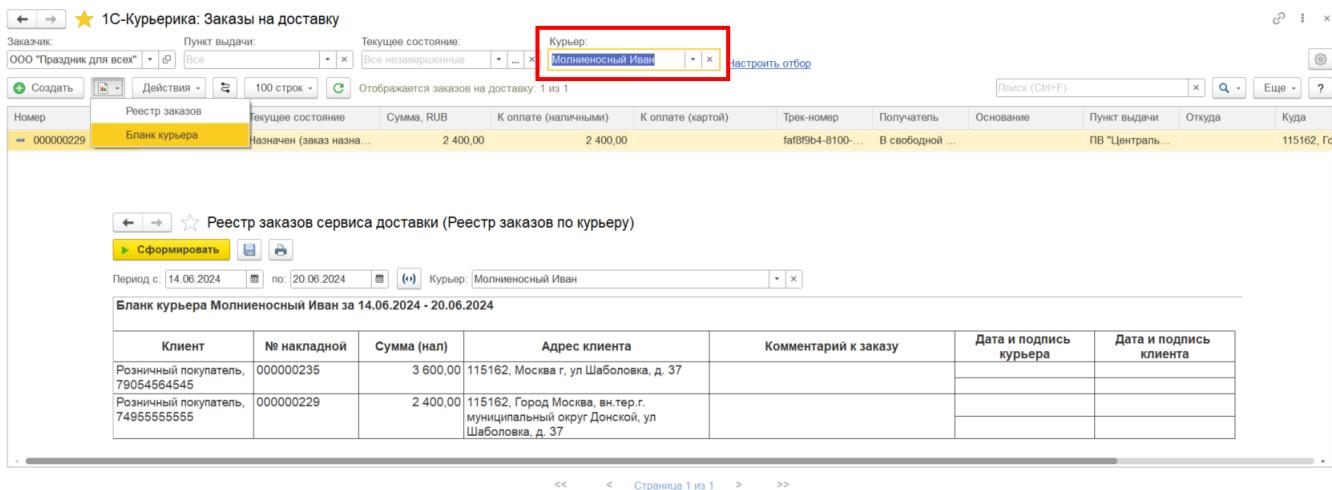 1С-Курьерика: Заказы на доставку
Заказчик: Пункт выдачи: Текущее состояние: Курьер:
ООО "Праздник для всех" Все Все незавершенные ... Молниеносный Иван Настроить отбор
Создать Действия 100 строк Отображается заказов на доставку: 1 из 1 Поиск (Ctrl+F) Еще ?
Реестр заказов
Бланк курьера
Номер Текущее состояние Сумма, RUB К оплате (наличными) К оплате (картой) Трек-номер Получатель Основание Пункт выдачи Откуда Куда
000000229 Назначен (заказ назна... 2 400,00 2 400,00 faf8f9b4-8100-... В свободной ... ПВ "Централь... 115162, Го
Реестр заказов сервиса доставки (Реестр заказов по курьеру)
Сформировать
Период с: 14.06.2024 по: 20.06.2024 Курьер: Молниеносный Иван
Бланк курьера Молниеносный Иван за 14.06.2024 - 20.06.2024
Клиент № накладной Сумма (нал) Адрес клиента Комментарий к заказу Дата и подпись курьера Дата и подпись клиента
Розничный покупатель, 000000235 3 600,00 115162, Москва г, ул Шаболовка, д. 37
79054564545
Розничный покупатель, 000000229 2 400,00 115162, Город Москва, вн.тер.г.
74955555555 муниципальный округ Донской, ул
Шаболовка, д. 37
<< < Страница 1 из 1 > >>